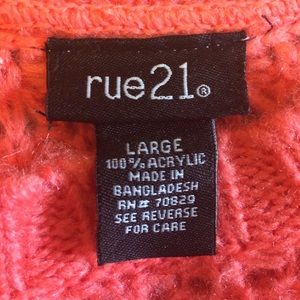 rue21®
LARGE
100% ACRYLIC
MADE IN
BANGLADESH
RN# 70829
SEE REVERSE
FOR CARE